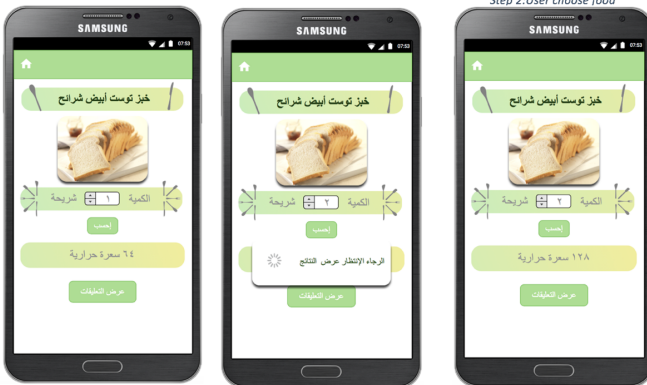 Step 2:User choose food
SAMSUNG
07:53
خبز توست أبيض شرائح
الكمية ١ شريحة
إحسب
٦٤ سعرة حرارية
عرض التعليقات
SAMSUNG
07:53
خبز توست أبيض شرائح
الكمية ٢ شريحة
إحسب
الرجاء الإنتظار عرض النتائج
عرض التعليقات
SAMSUNG
07:53
خبز توست أبيض شرائح
الكمية ٢ شريحة
إحسب
١٢٨ سعرة حرارية
عرض التعليقات